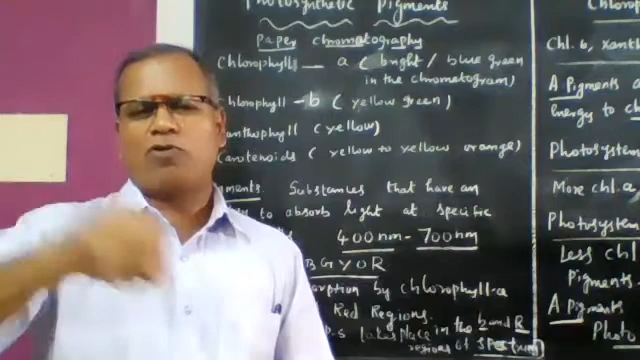 Photosynthetic Pigments
Paper chromatography
Chlorophyll — a ( bright / blue green
in the chromatogram)
chlorophyll - b ( yellow green )
anthophyll (yellow)
arotenoids ( yellow to yellow orange)
ments. Substances that have an
to absorb light at specific
400 nm - 700 nm
B G Y O R
orption by chlorophyll-a
Red Regions.
P.S takes place in the B and R
regions of Spectrum
Chlorop
Chl. b, xanth
A Pigments
energy to ch
Photosystem
More chl. a
Photosystem
Less chl
Pigments.
A Pigments
Photo